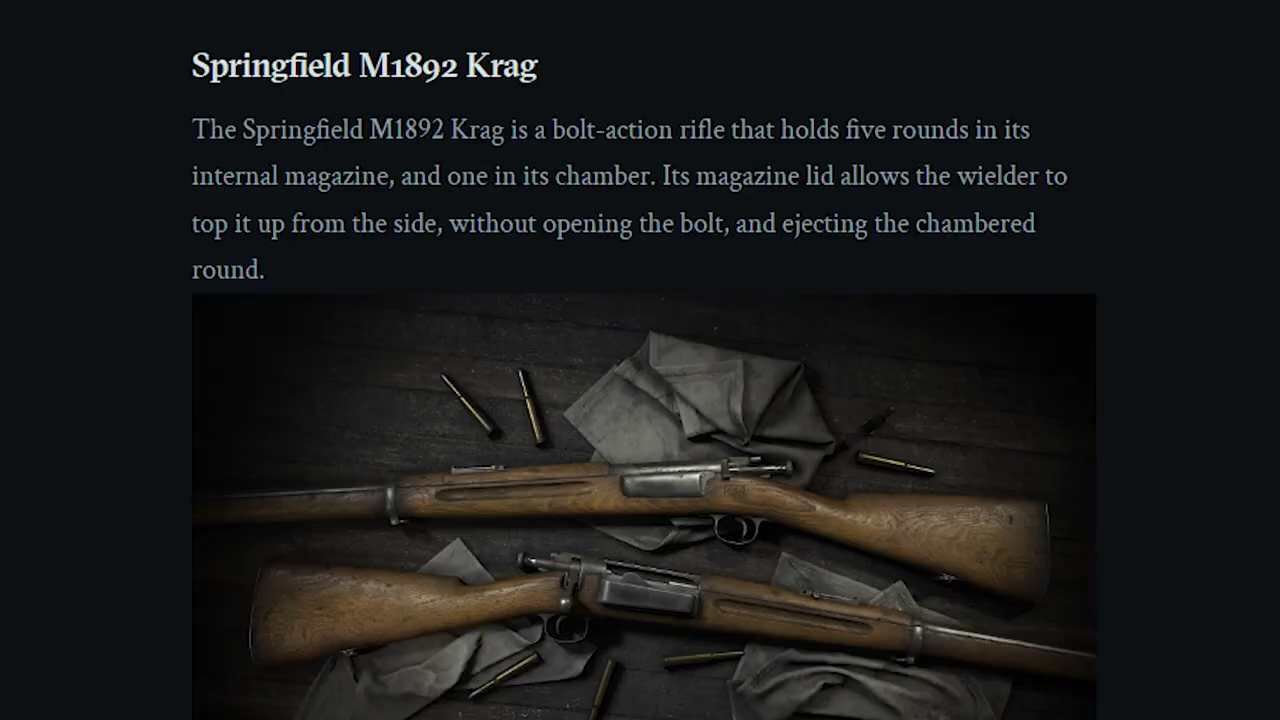 Springfield M1892 Krag
The Springfield M1892 Krag is a bolt-action rifle that holds five rounds in its
internal magazine, and one in its chamber. Its magazine lid allows the wielder to
top it up from the side, without opening the bolt, and ejecting the chambered
round.